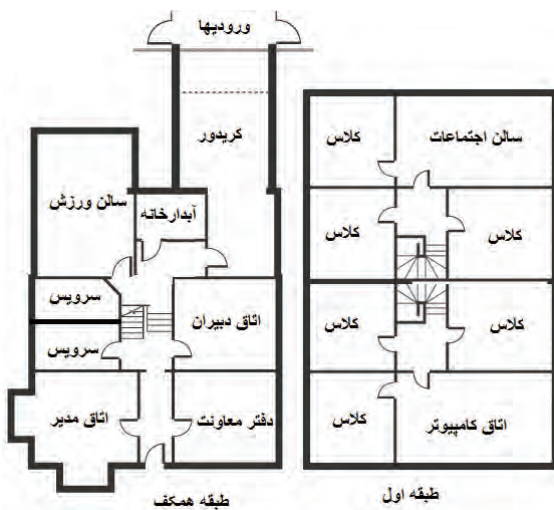 ورودیها
کریدور
سالن ورزش
آبدارخانه
سرویس
اتاق دبیران
سرویس
اتاق مدیر
دفتر معاونت
طبقه همکف
کلاس
سالن اجتماعات
کلاس
کلاس
کلاس
کلاس
کلاس
اتاق کامپیوتر
طبقه اول